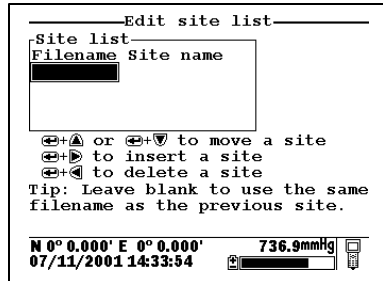 Edit site list
Site list
Filename Site name
+ or + to move a site
+ to insert a site
+ to delete a site
Tip: Leave blank to use the same
filename as the previous site.
N 0° 0.000' E 0° 0.000' 736.9mmHg
07/11/2001 14:33:54